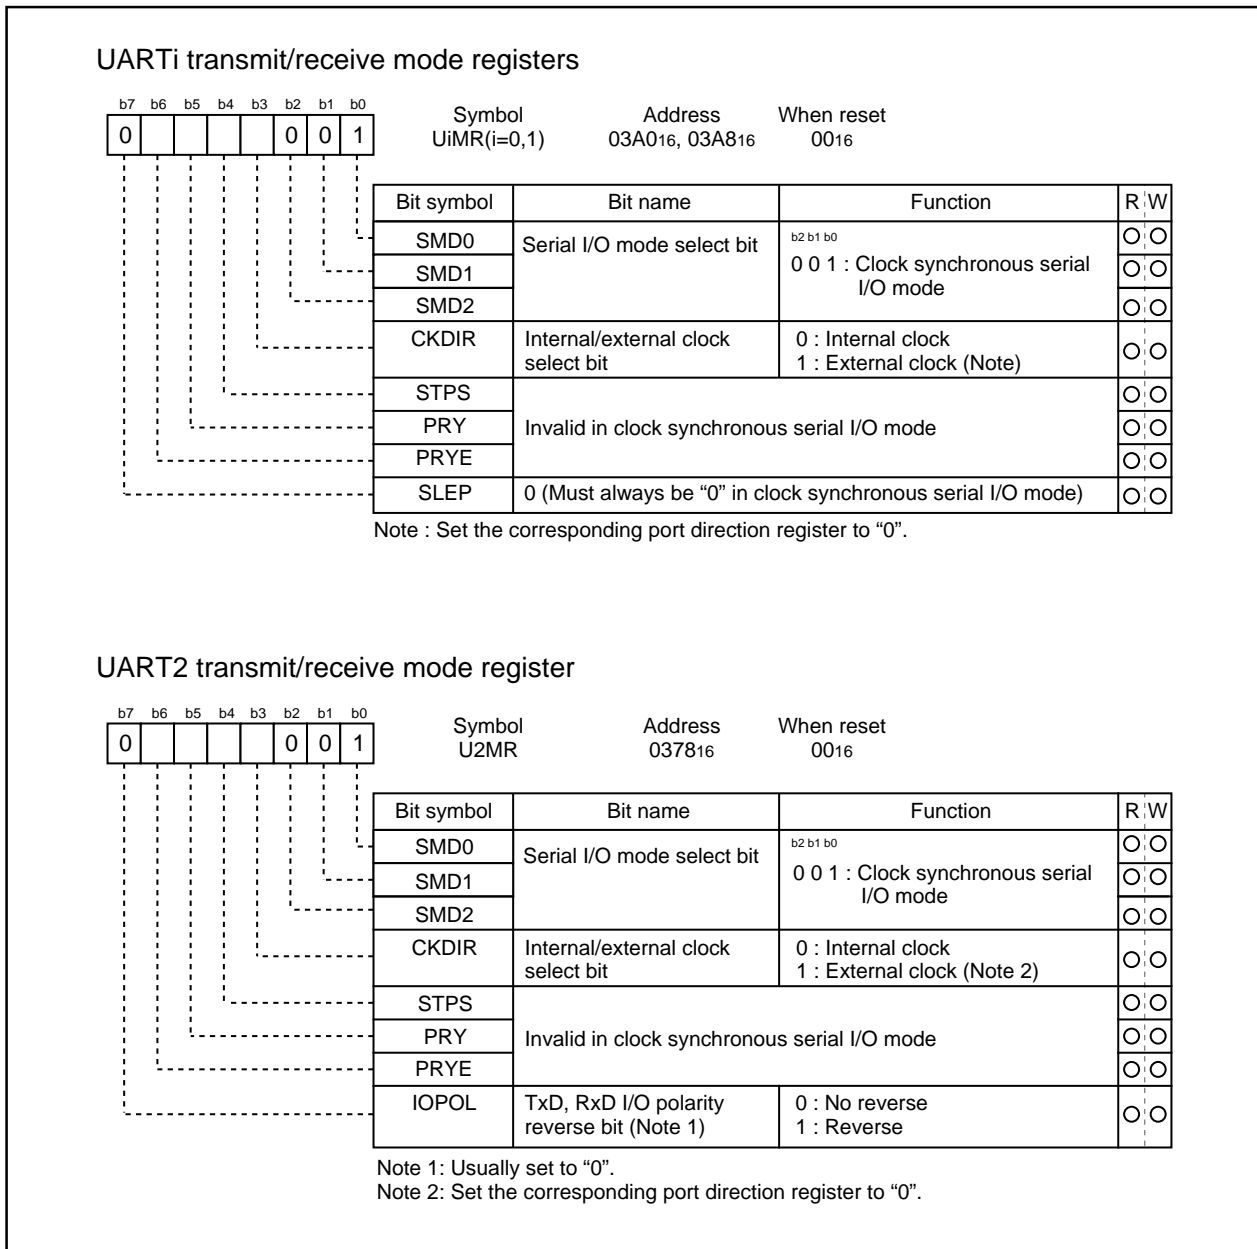 UARTi transmit/receive mode registers
b7 b6 b5 b4 b3 b2 b1 b0
0 0 0 1
Symbol Address When reset
UiMR(i=0,1) 03A016, 03A816 0016
Bit symbol Bit name Function R W
SMD0 Serial I/O mode select bit b2 b1 b0
SMD1 0 0 1 : Clock synchronous serial
SMD2 I/O mode
CKDIR Internal/external clock 0 : Internal clock
select bit 1 : External clock (Note)
STPS
PRY Invalid in clock synchronous serial I/O mode
PRYE
SLEP 0 (Must always be “0” in clock synchronous serial I/O mode)
Note : Set the corresponding port direction register to “0”.
UART2 transmit/receive mode register
b7 b6 b5 b4 b3 b2 b1 b0
0 0 0 1
Symbol Address When reset
U2MR 037816 0016
Bit symbol Bit name Function R W
SMD0 Serial I/O mode select bit b2 b1 b0
SMD1 0 0 1 : Clock synchronous serial
SMD2 I/O mode
CKDIR Internal/external clock 0 : Internal clock
select bit 1 : External clock (Note 2)
STPS
PRY Invalid in clock synchronous serial I/O mode
PRYE
IOPOL TxD, RxD I/O polarity 0 : No reverse
reverse bit (Note 1) 1 : Reverse
Note 1: Usually set to “0”.
Note 2: Set the corresponding port direction register to “0”.